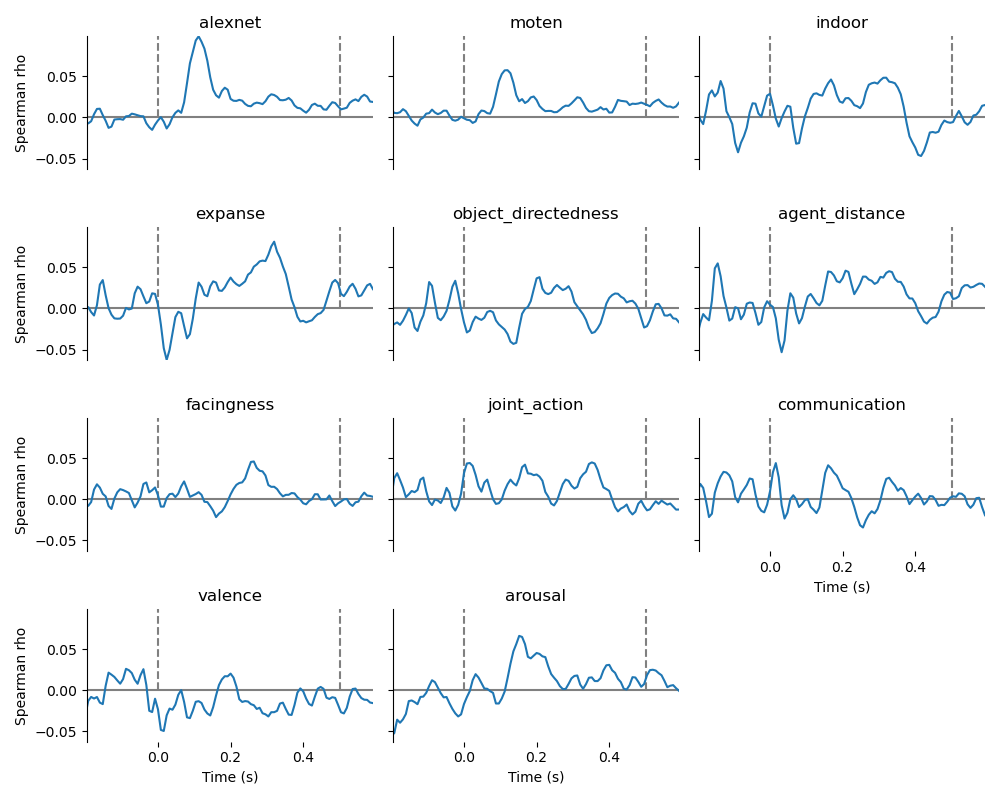 alexnet
moten
indoor
Spearman rho
0.05
0.00
−0.05
expanse
object_directedness
agent_distance
Spearman rho
0.05
0.00
−0.05
facingness
joint_action
communication
Spearman rho
0.05
0.00
−0.05
0.0 0.2 0.4
Time (s)
valence
arousal
Spearman rho
0.05
0.00
−0.05
0.0 0.2 0.4
Time (s)
0.0 0.2 0.4
Time (s)